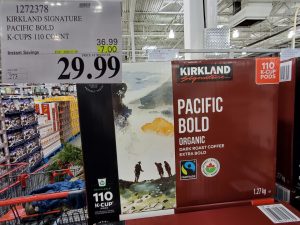 1272378
KIRKLAND SIGNATURE
PACIFIC BOLD
K CUPS 110 COUNT
36.99
Instant Savings
-7.00
29.99
273
KIRKLAND
Signature
110
K-CUP
PODS
PACIFIC
BOLD
ORGANIC
DARK ROAST COFFEE
EXTRA BOLD
110
K-CUP
1.27 kg